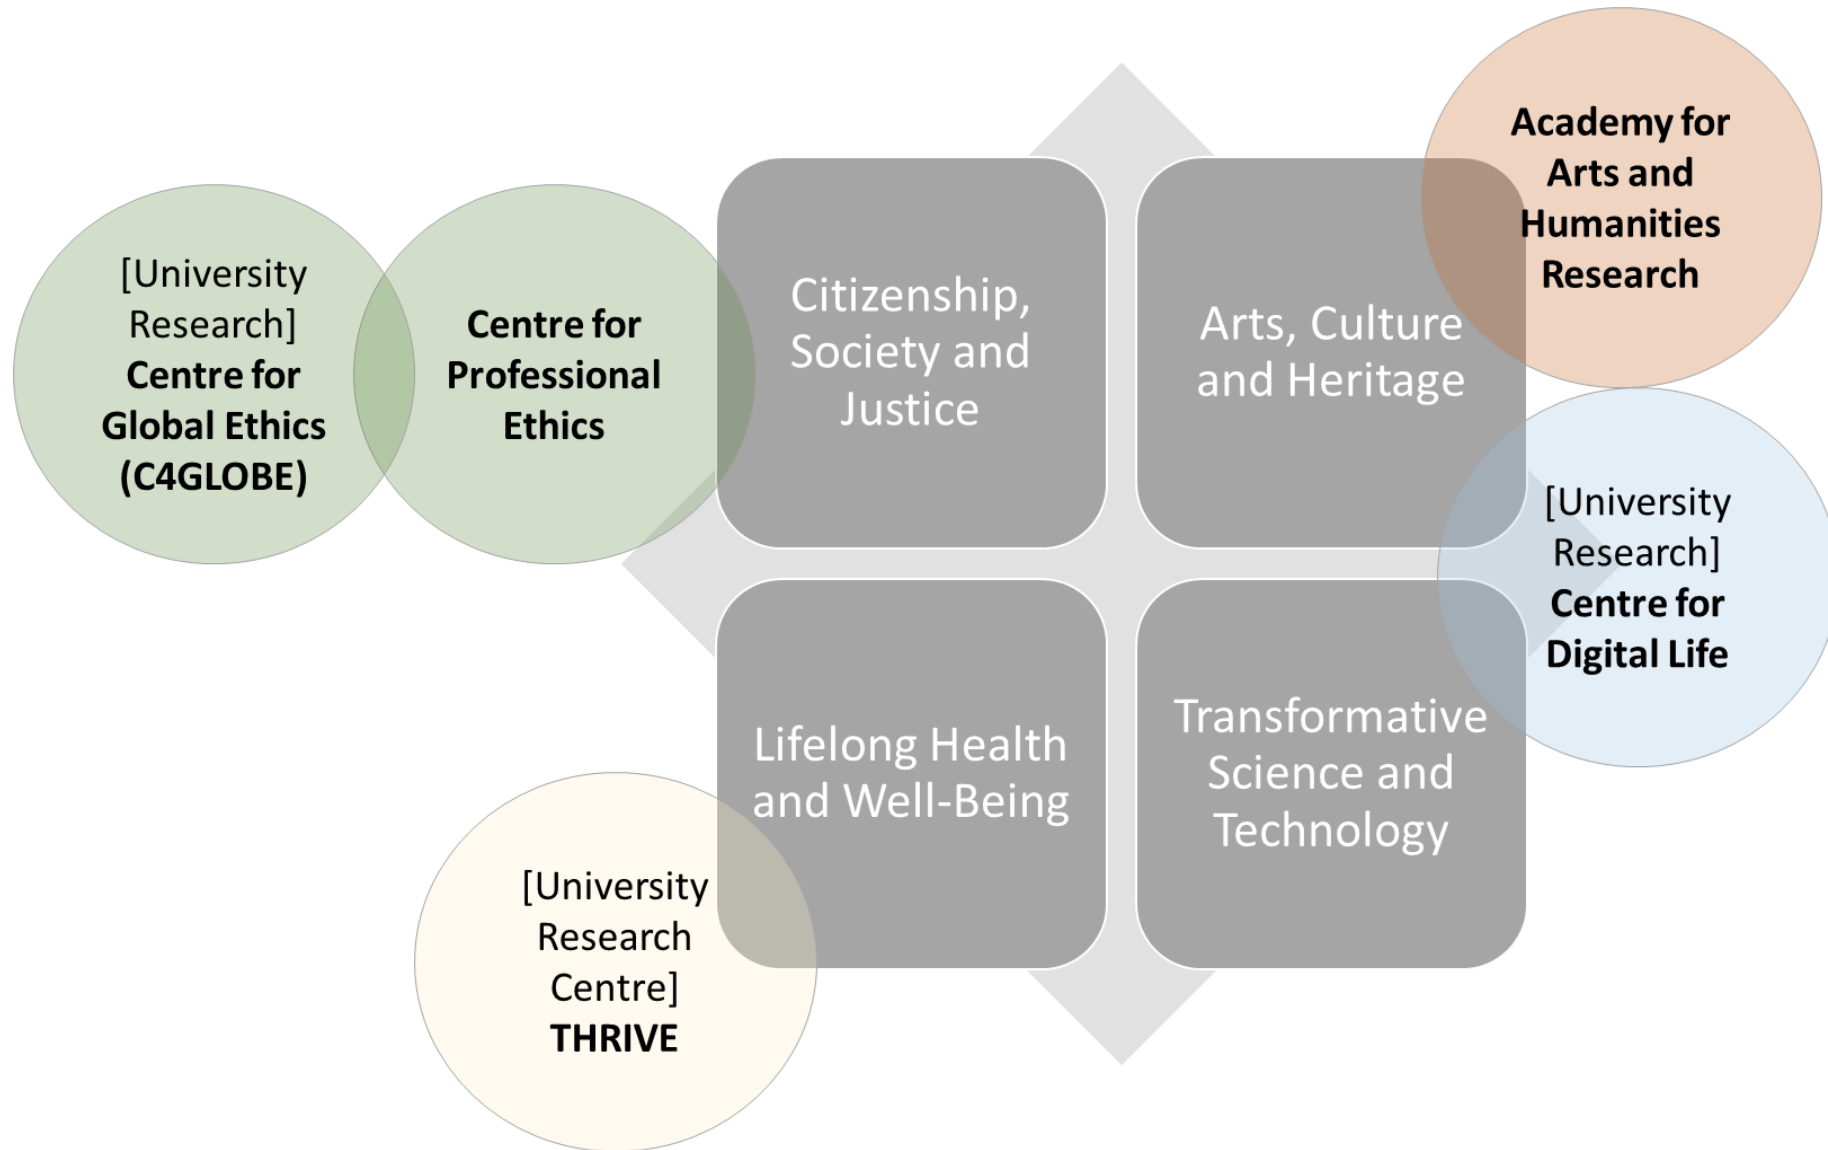 [University
Research]
Centre for
Global Ethics
(C4GLOBE)
Centre for
Professional
Ethics
Citizenship,
Society and
Justice
Arts, Culture
and Heritage
Academy for
Arts and
Humanities
Research
[University
Research]
Centre for
Digital Life
Lifelong Health
and Well-Being
Transformative
Science and
Technology
[University
Research
Centre]
THRIVE